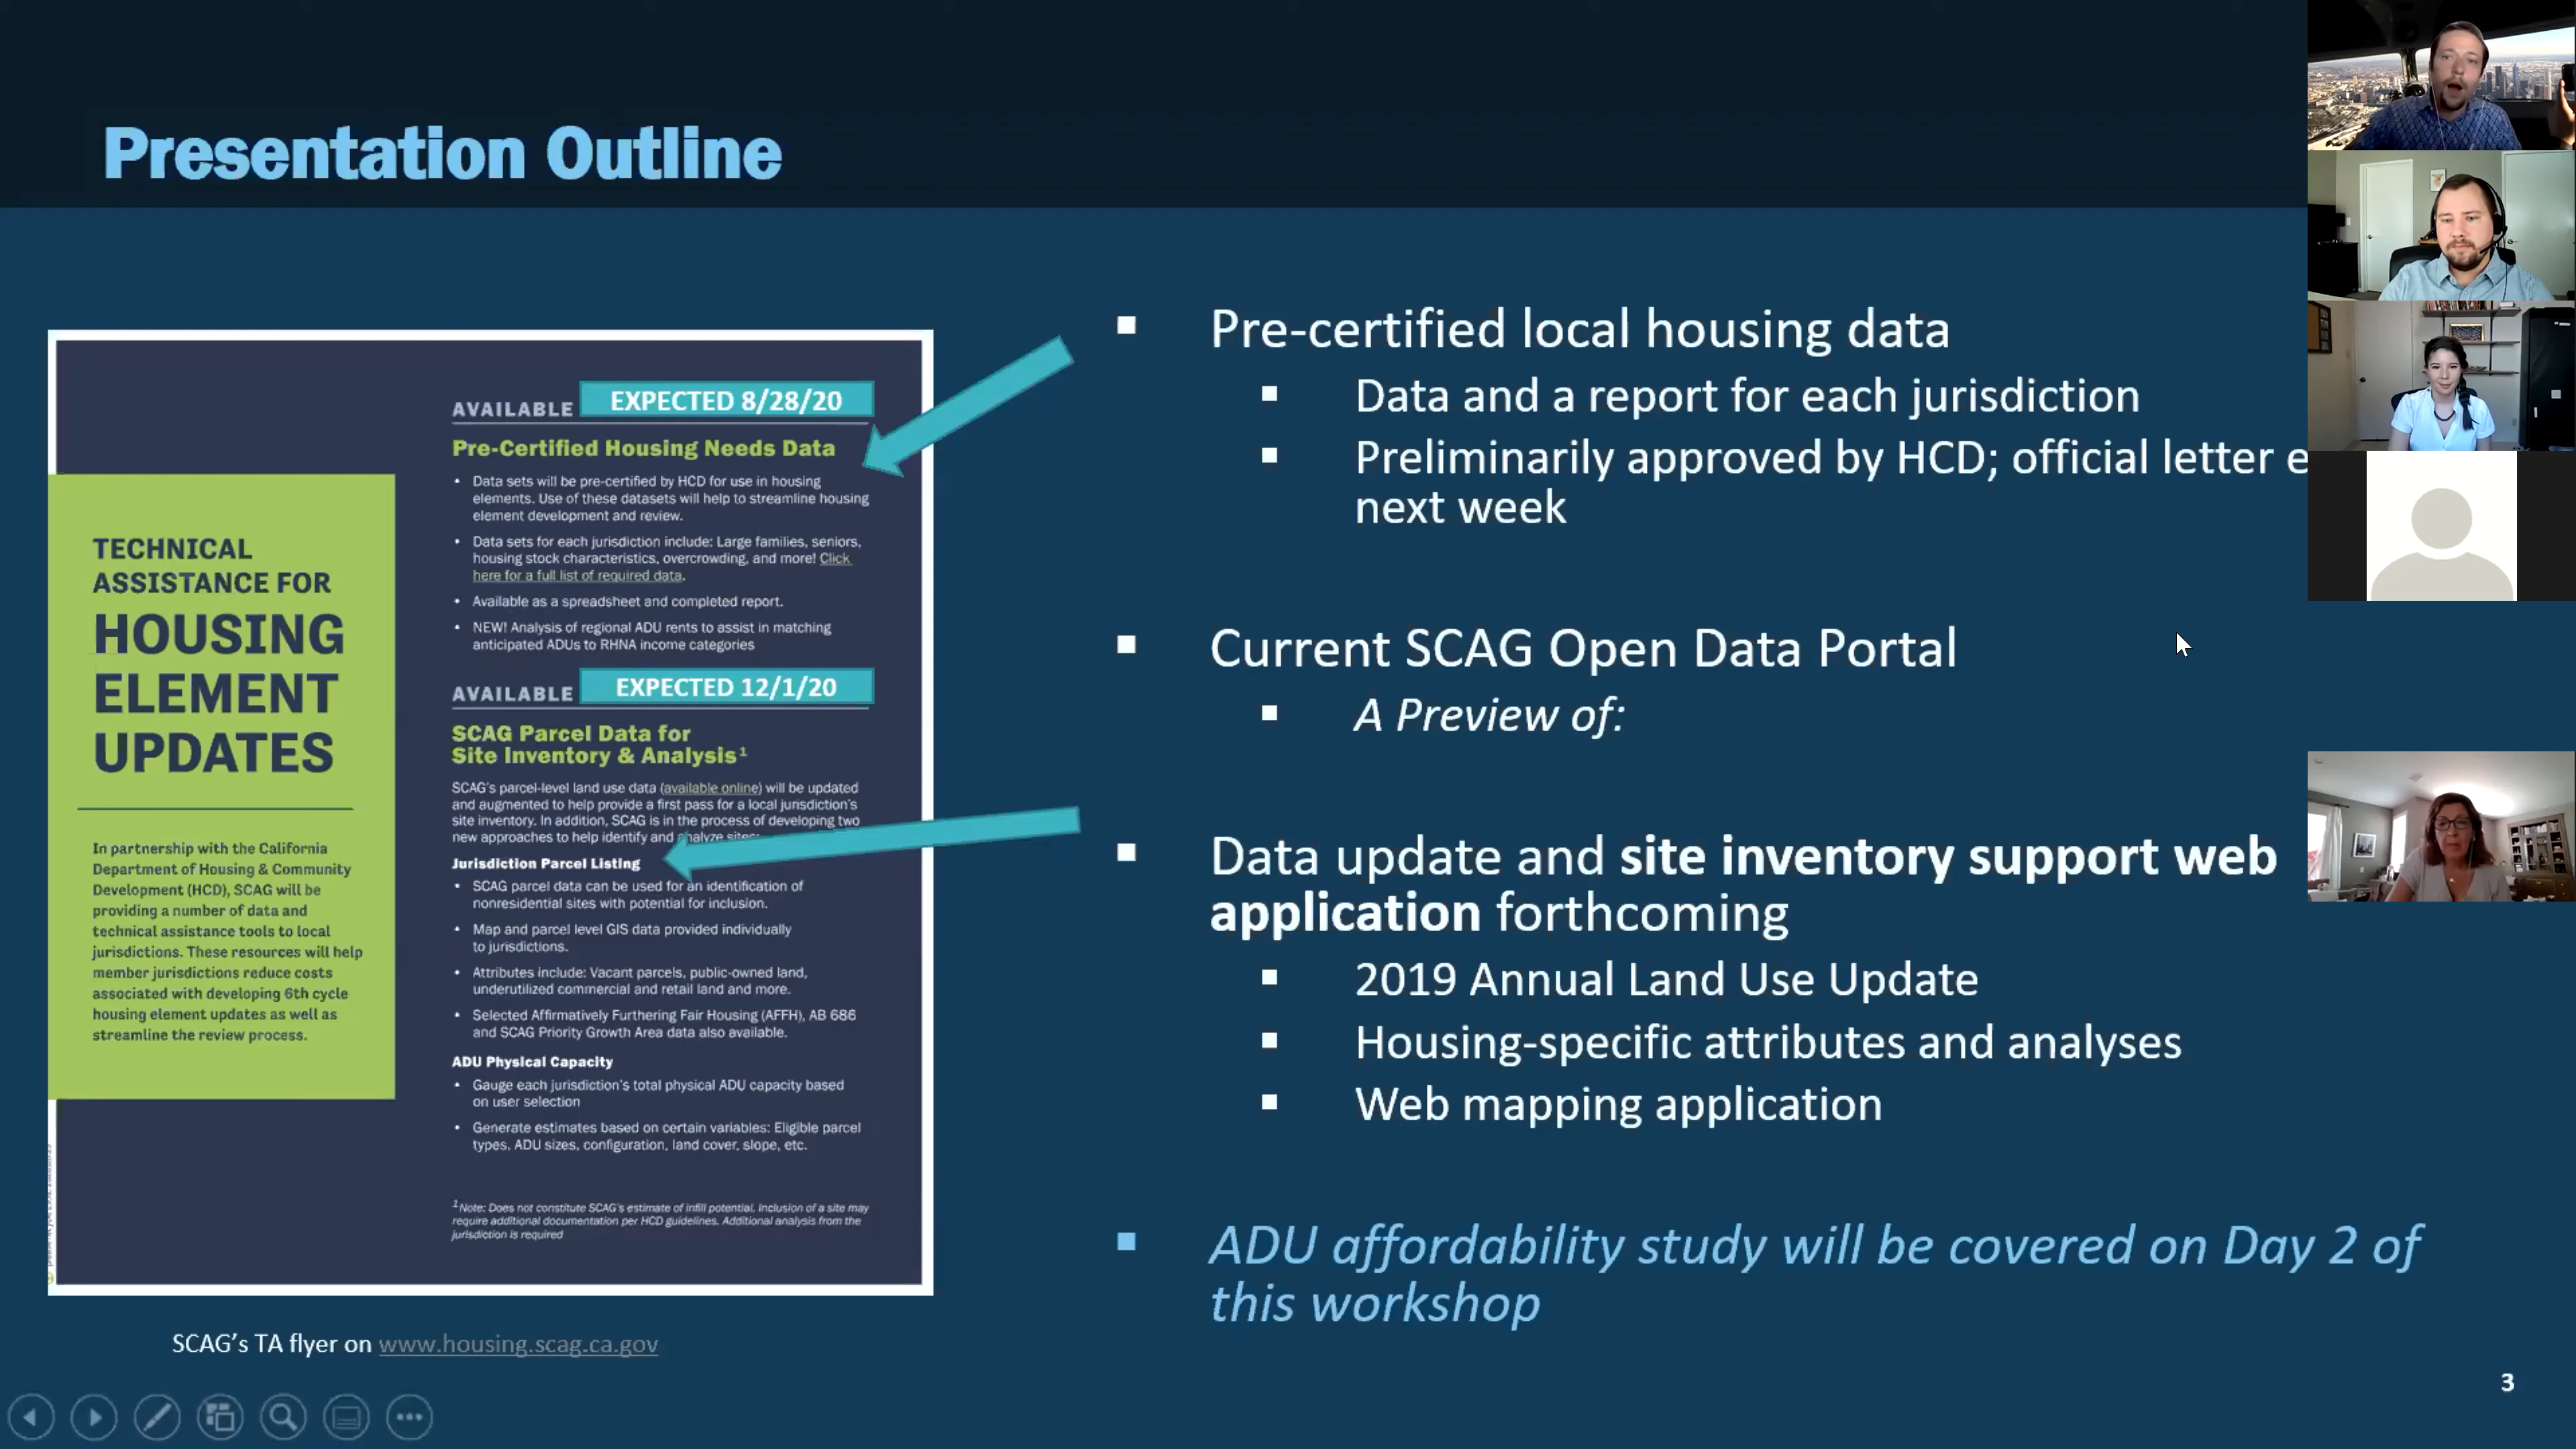 Presentation Outline
AVAILABLE EXPECTED 8/28/20
Pre-Certified Housing Needs Data
• Data sets will be pre-certified by HCD for use in housing
elements. Use of these datasets will help to streamline housing
element development and review.
• Data sets for each jurisdiction include: Large families, seniors,
housing stock characteristics, overcrowding, and more! Click
here for a full list of required data.
• Available as a spreadsheet and completed report.
• NEW! Analysis of regional ADU rents to assist in matching
anticipated ADUs to RHNA income categories
AVAILABLE EXPECTED 12/1/20
SCAG Parcel Data for
Site Inventory & Analysis¹
SCAG's parcel-level land use data (available online) will be updated
and augmented to help provide a first pass for a local jurisdiction's
site inventory. In addition, SCAG is in the process of developing two
new approaches to help identify and analyze sites:
Jurisdiction Parcel Listing
• SCAG parcel data can be used for an identification of
nonresidential sites with potential for inclusion.
• Map and parcel level GIS data provided individually
to jurisdictions.
• Attributes include: Vacant parcels, public-owned land,
underutilized commercial and retail land and more.
• Selected Affirmatively Furthering Fair Housing (AFFH), AB 686
and SCAG Priority Growth Area data also available.
ADU Physical Capacity
• Gauge each jurisdiction's total physical ADU capacity based
on user selection
• Generate estimates based on certain variables: Eligible parcel
types, ADU sizes, configuration, land cover, slope, etc.
¹Note: Does not constitute SCAG's estimate of infill potential. Inclusion of a site may
require additional documentation per HCD guidelines. Additional analysis from the
jurisdiction is required
TECHNICAL
ASSISTANCE FOR
HOUSING
ELEMENT
UPDATES
In partnership with the California
Department of Housing & Community
Development (HCD), SCAG will be
providing a number of data and
technical assistance tools to local
jurisdictions. These resources will help
member jurisdictions reduce costs
associated with developing 6th cycle
housing element updates as well as
streamline the review process.
SCAG's TA flyer on www.housing.scag.ca.gov
▪ Pre-certified local housing data
▪ Data and a report for each jurisdiction
▪ Preliminarily approved by HCD; official letter e
next week
▪ Current SCAG Open Data Portal
▪ A Preview of:
▪ Data update and site inventory support web
application forthcoming
▪ 2019 Annual Land Use Update
▪ Housing-specific attributes and analyses
▪ Web mapping application
▪ ADU affordability study will be covered on Day 2 of
this workshop
3